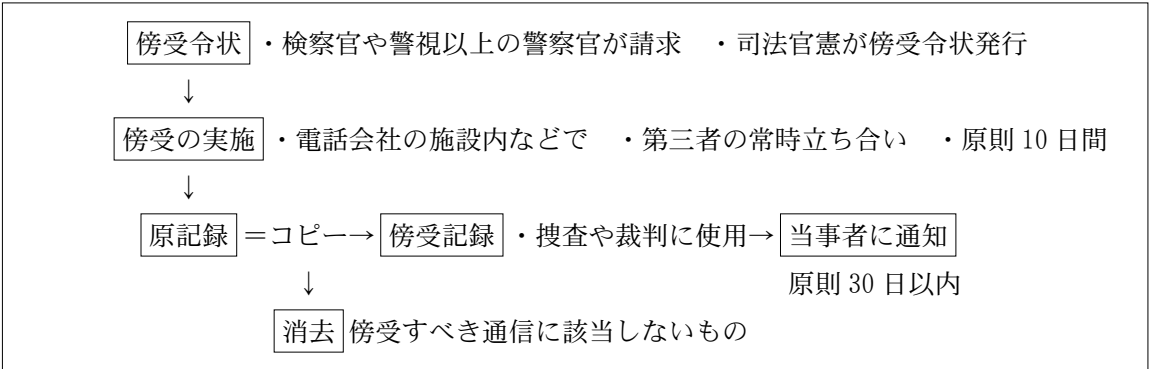 傍受令状 ・検察官や警視以上の警察官が請求　・司法官憲が傍受令状発行
↓
傍受の実施 ・電話会社の施設内などで　・第三者の常時立ち合い　・原則 10 日間
↓
原記録 ＝コピー→ 傍受記録 ・捜査や裁判に使用→ 当事者に通知
↓　原則 30 日以内
消去 傍受すべき通信に該当しないもの